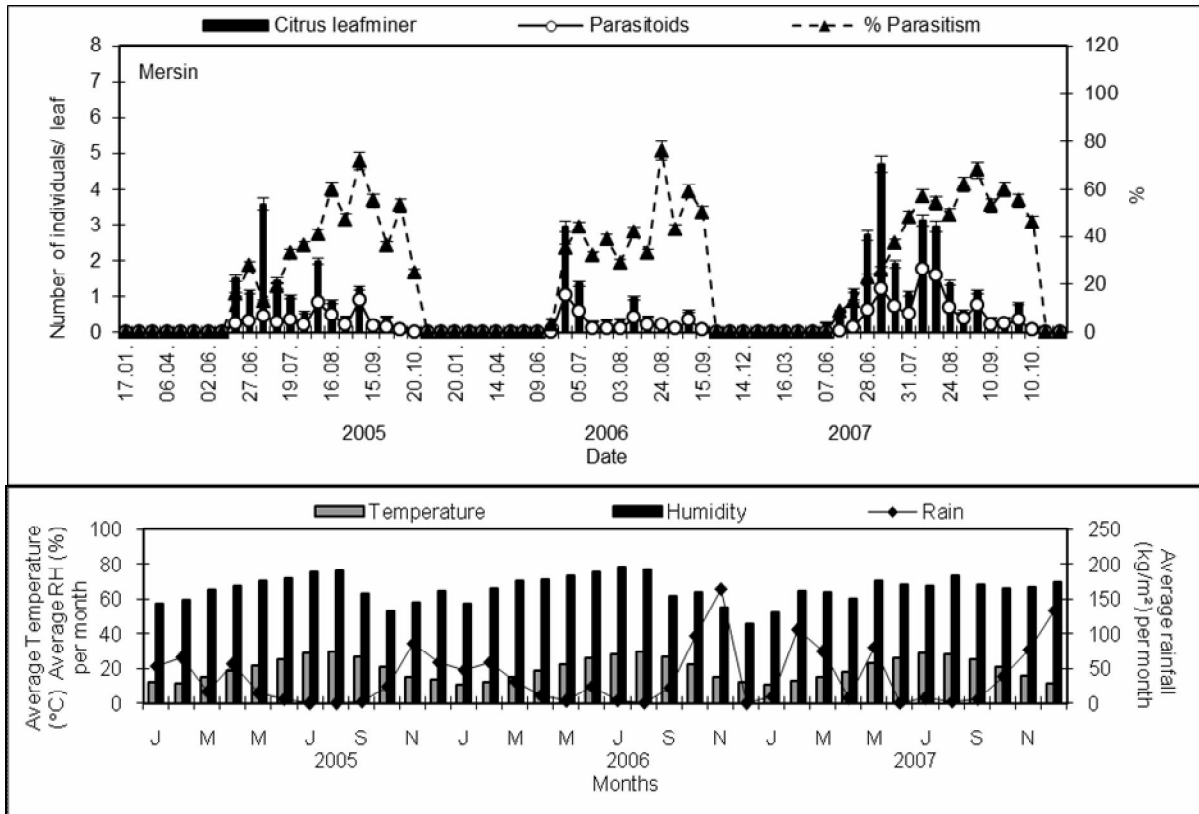 Citrus leafminer Parasitoids % Parasitism
Mersin
Number of individuals/ leaf
8
7
6
5
4
3
2
1
0
120
100
80
60
40
20
0
%
17.01. 06.04. 02.06. 27.06. 19.07. 16.08. 15.09. 20.10. 20.01. 24.04. 09.06. 05.07. 03.08. 24.08. 15.09. 14.12. 16.03. 07.06. 28.06. 31.07. 24.08. 10.09. 10.10.
2005 2006 2007
Date
Temperature Humidity Rain
Average Temperature
(°C) Average RH (%)
per month
100
80
60
40
20
0
250
200
150
100
50
0
Average rainfall
(kg/m²) per month
J M M J S N J M M J S N J M M J S N
2005 2006 2007
Months